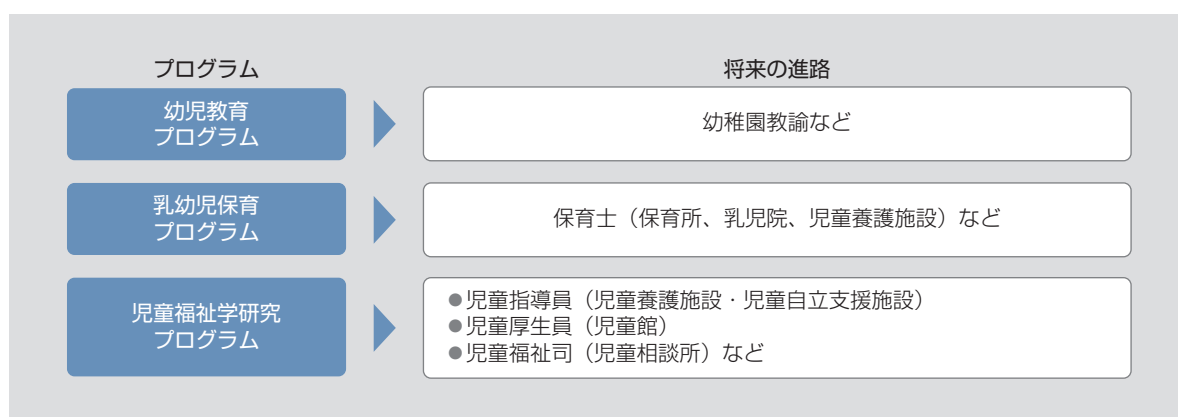 プログラム
将来の進路
幼児教育
プログラム
幼稚園教諭など
乳幼児保育
プログラム
保育士（保育所、乳児院、児童養護施設）など
児童福祉学研究
プログラム
●児童指導員（児童養護施設・児童自立支援施設）
●児童厚生員（児童館）
●児童福祉司（児童相談所）など